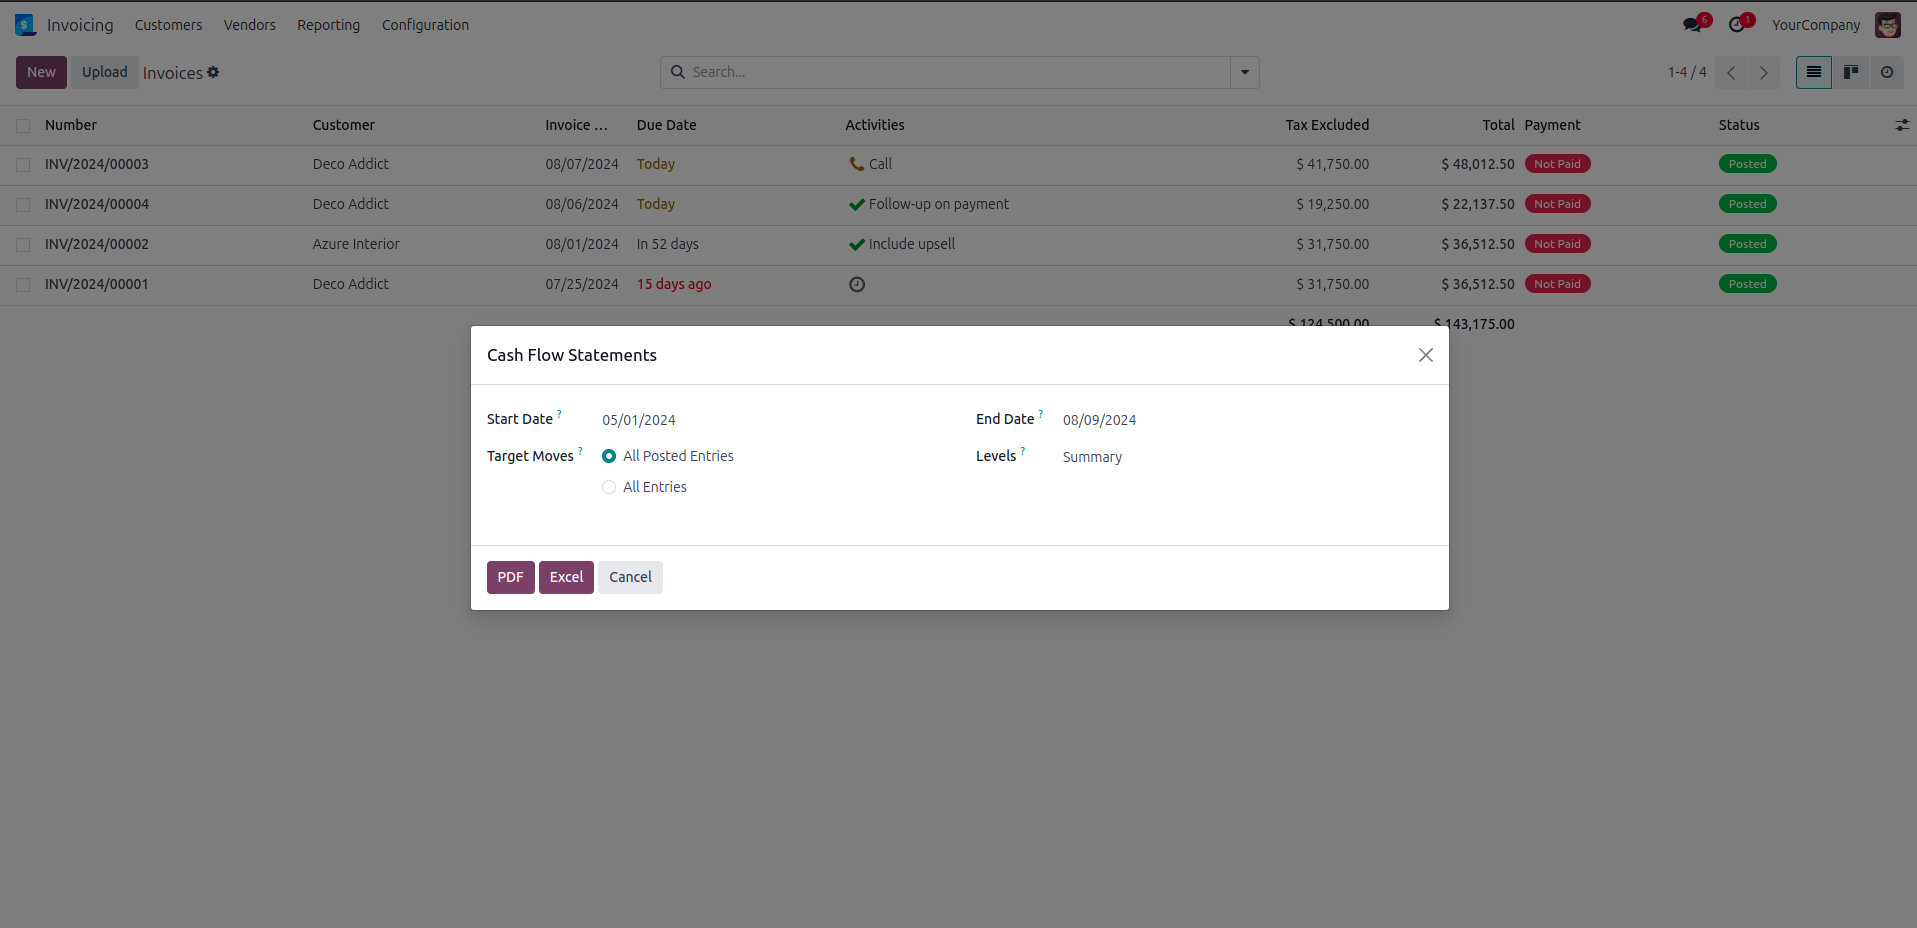 Invoicing Customers Vendors Reporting Configuration 6 1 YourCompany
New Upload Invoices Search... 1-4 / 4
Number Customer Invoice ... Due Date Activities Tax Excluded Total Payment Status
INV/2024/00003 Deco Addict 08/07/2024 Today Call $ 41,750.00 $ 48,012.50 Not Paid Posted
INV/2024/00004 Deco Addict 08/06/2024 Today Follow-up on payment $ 19,250.00 $ 22,137.50 Not Paid Posted
INV/2024/00002 Azure Interior 08/01/2024 In 52 days Include upsell $ 31,750.00 $ 36,512.50 Not Paid Posted
INV/2024/00001 Deco Addict 07/25/2024 15 days ago $ 31,750.00 $ 36,512.50 Not Paid Posted
$ 124,500.00 $ 143,175.00
Cash Flow Statements
Start Date ? 05/01/2024 End Date ? 08/09/2024
Target Moves ? All Posted Entries Levels ? Summary
All Entries
PDF Excel Cancel